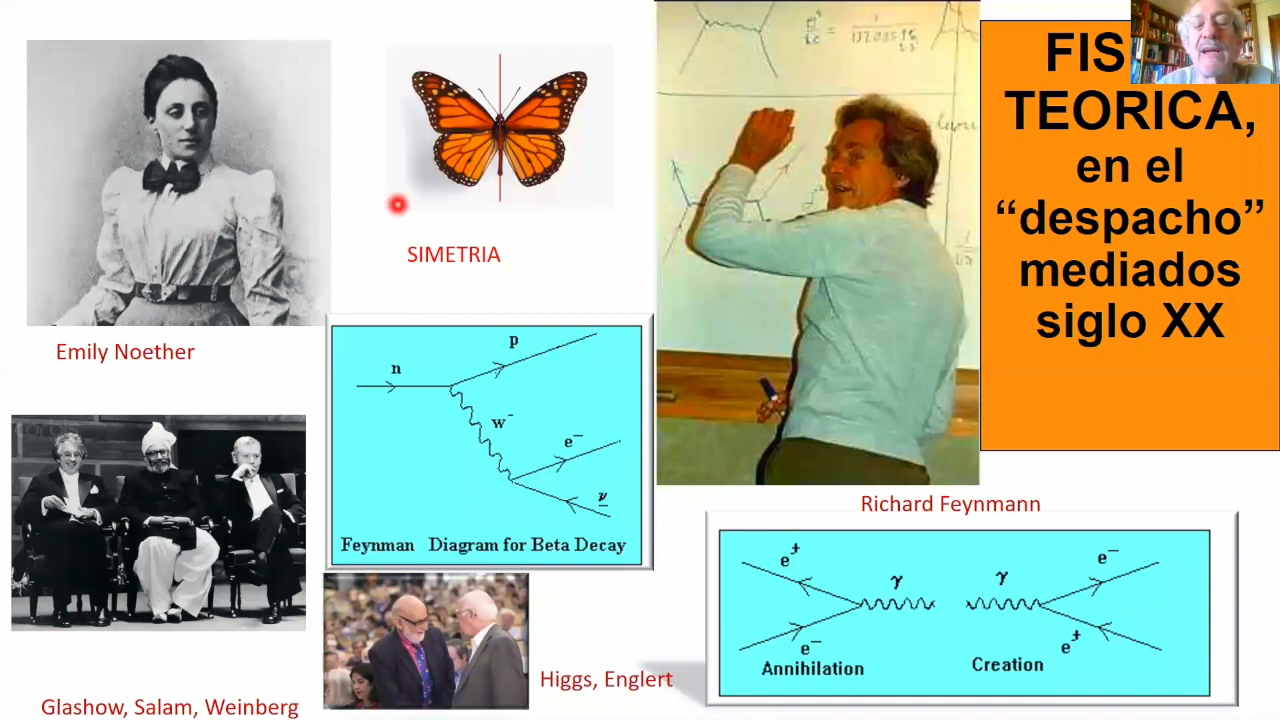 FIS
TEORICA,
en el
“despacho”
mediados
siglo XX
SIMETRIA
Emily Noether
n
p
w⁻
e⁻
ν
Feynman Diagram for Beta Decay
Richard Feynmann
e⁺
γ
e⁻
Annihilation
γ
e⁻
e⁺
Creation
Higgs, Englert
Glashow, Salam, Weinberg